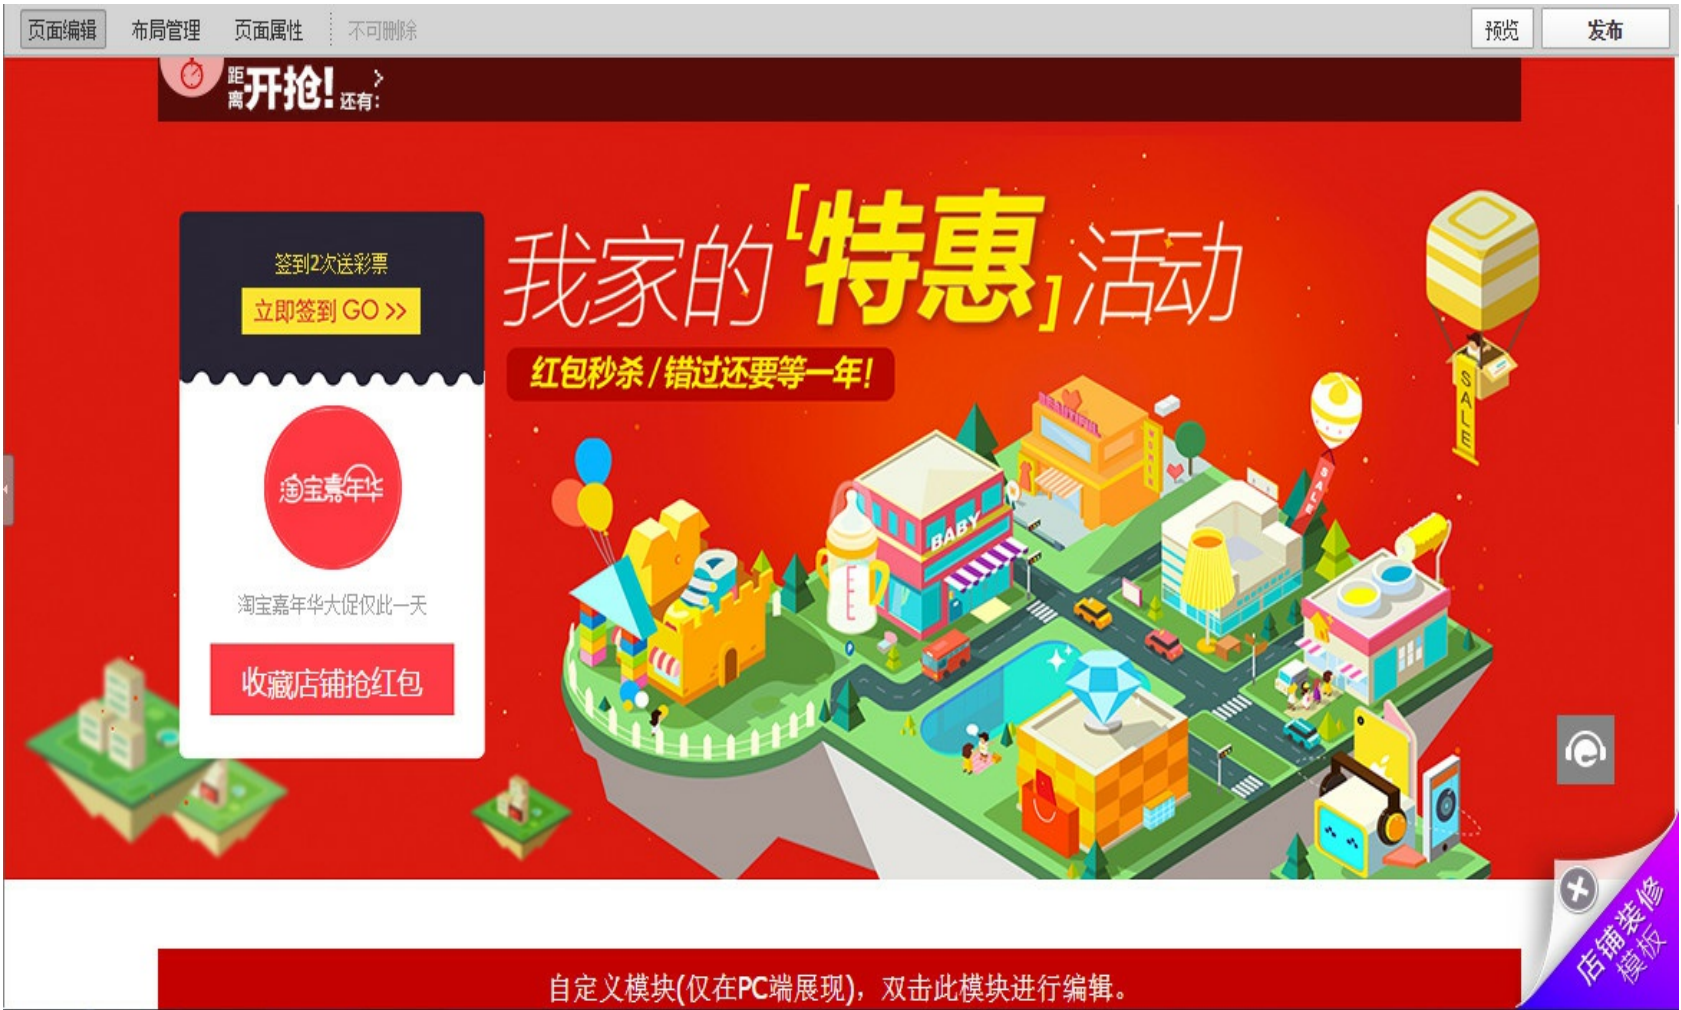 页面编辑 布局管理 页面属性 不可删除 预览 发布
距离开抢!还有:
签到2次送彩票
立即签到 GO >>
我家的「特惠」活动
红包秒杀/错过还要等一年!
淘宝嘉年华
淘宝嘉年华大促仅此一天
收藏店铺抢红包
SALE
SALE
BEAUTIFUL
BABY
店铺装修
模板
自定义模块(仅在PC端展现)，双击此模块进行编辑。